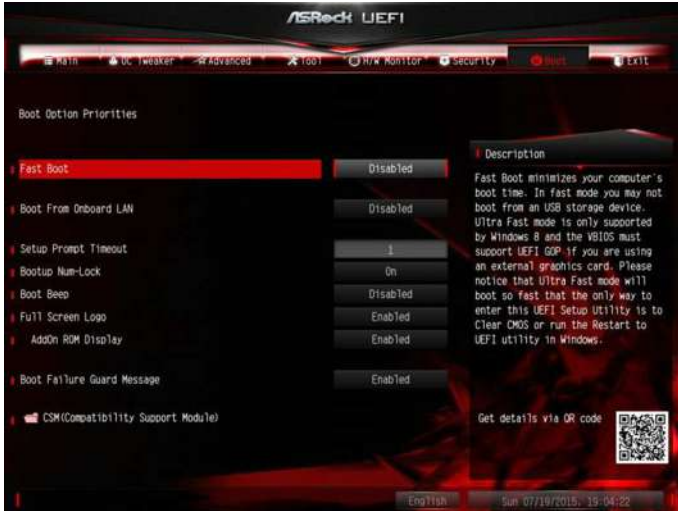 ASRock UEFI
Main OC Tweaker Advanced Tool H/W Monitor Security Boot Exit
Boot Option Priorities
Fast Boot Disabled
Boot From Onboard LAN Disabled
Setup Prompt Timeout 1
Bootup Num-Lock On
Boot Beep Disabled
Full Screen Logo Enabled
AddOn ROM Display Enabled
Boot Failure Guard Message Enabled
CSM(Compatibility Support Module)
Description
Fast Boot minimizes your computer's
boot time. In fast mode you may not
boot from an USB storage device.
Ultra Fast mode is only supported
by Windows 8 and the VBIOS must
support UEFI GOP if you are using
an external graphics card. Please
notice that Ultra Fast mode will
boot so fast that the only way to
enter this UEFI Setup Utility is to
Clear CMOS or run the Restart to
UEFI utility in Windows.
Get details via QR code
English Sun 07/19/2015, 19:04:22